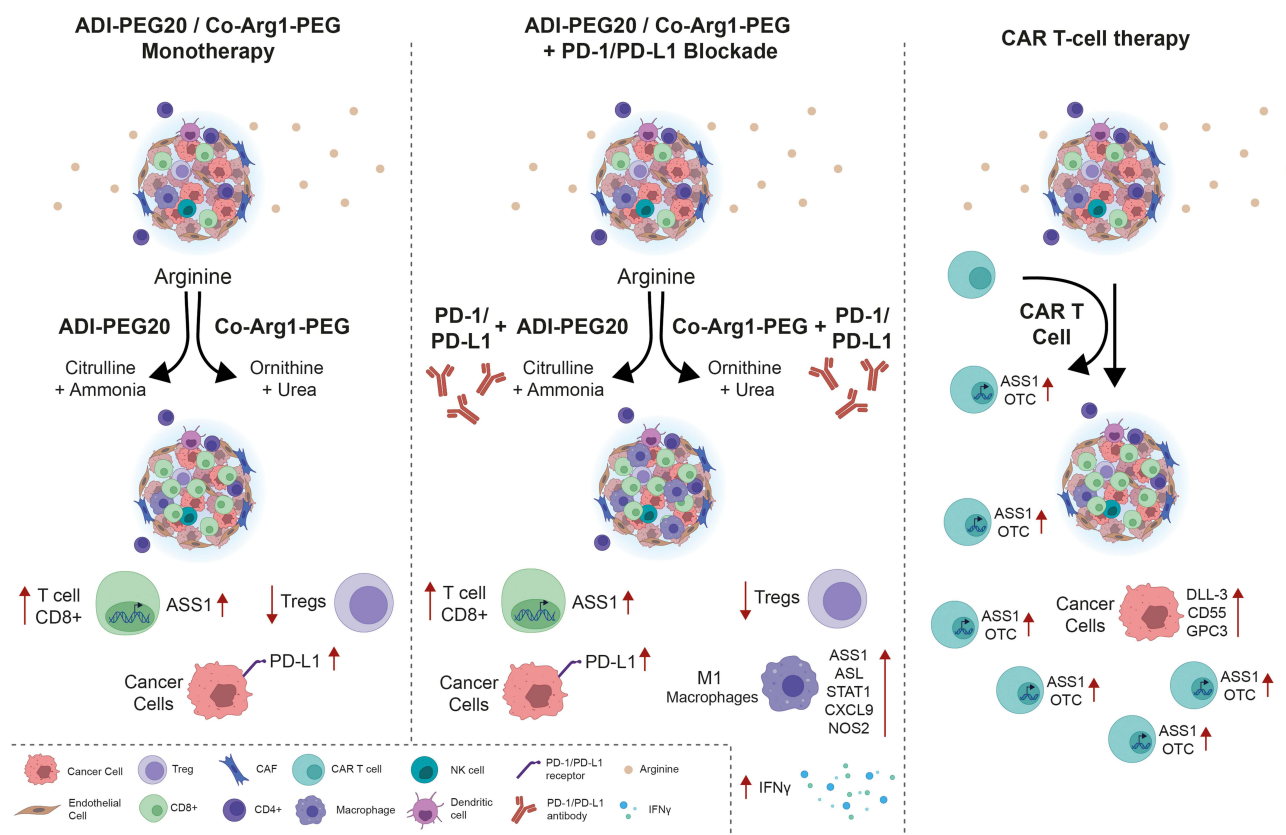 ADI-PEG20 / Co-Arg1-PEG
Monotherapy
Arginine
ADI-PEG20
Co-Arg1-PEG
Citrulline
+ Ammonia
Ornithine
+ Urea
T cell
CD8+
ASS1
Tregs
PD-L1
Cancer
Cells
ADI-PEG20 / Co-Arg1-PEG
+ PD-1/PD-L1 Blockade
Arginine
PD-1/
PD-L1
+ ADI-PEG20
Co-Arg1-PEG +
PD-1/
PD-L1
Citrulline
+ Ammonia
Ornithine
+ Urea
T cell
CD8+
ASS1
Tregs
PD-L1
Cancer
Cells
M1
Macrophages
ASS1
ASL
STAT1
CXCL9
NOS2
IFNγ
CAR T-cell therapy
CAR T
Cell
ASS1
OTC
ASS1
OTC
ASS1
OTC
Cancer
Cells
DLL-3
CD55
GPC3
ASS1
OTC
ASS1
OTC
ASS1
OTC
Cancer Cell
Treg
CAF
CAR T cell
NK cell
PD-1/PD-L1
receptor
Arginine
Endothelial
Cell
CD8+
CD4+
Macrophage
Dendritic
cell
PD-1/PD-L1
antibody
IFNγ